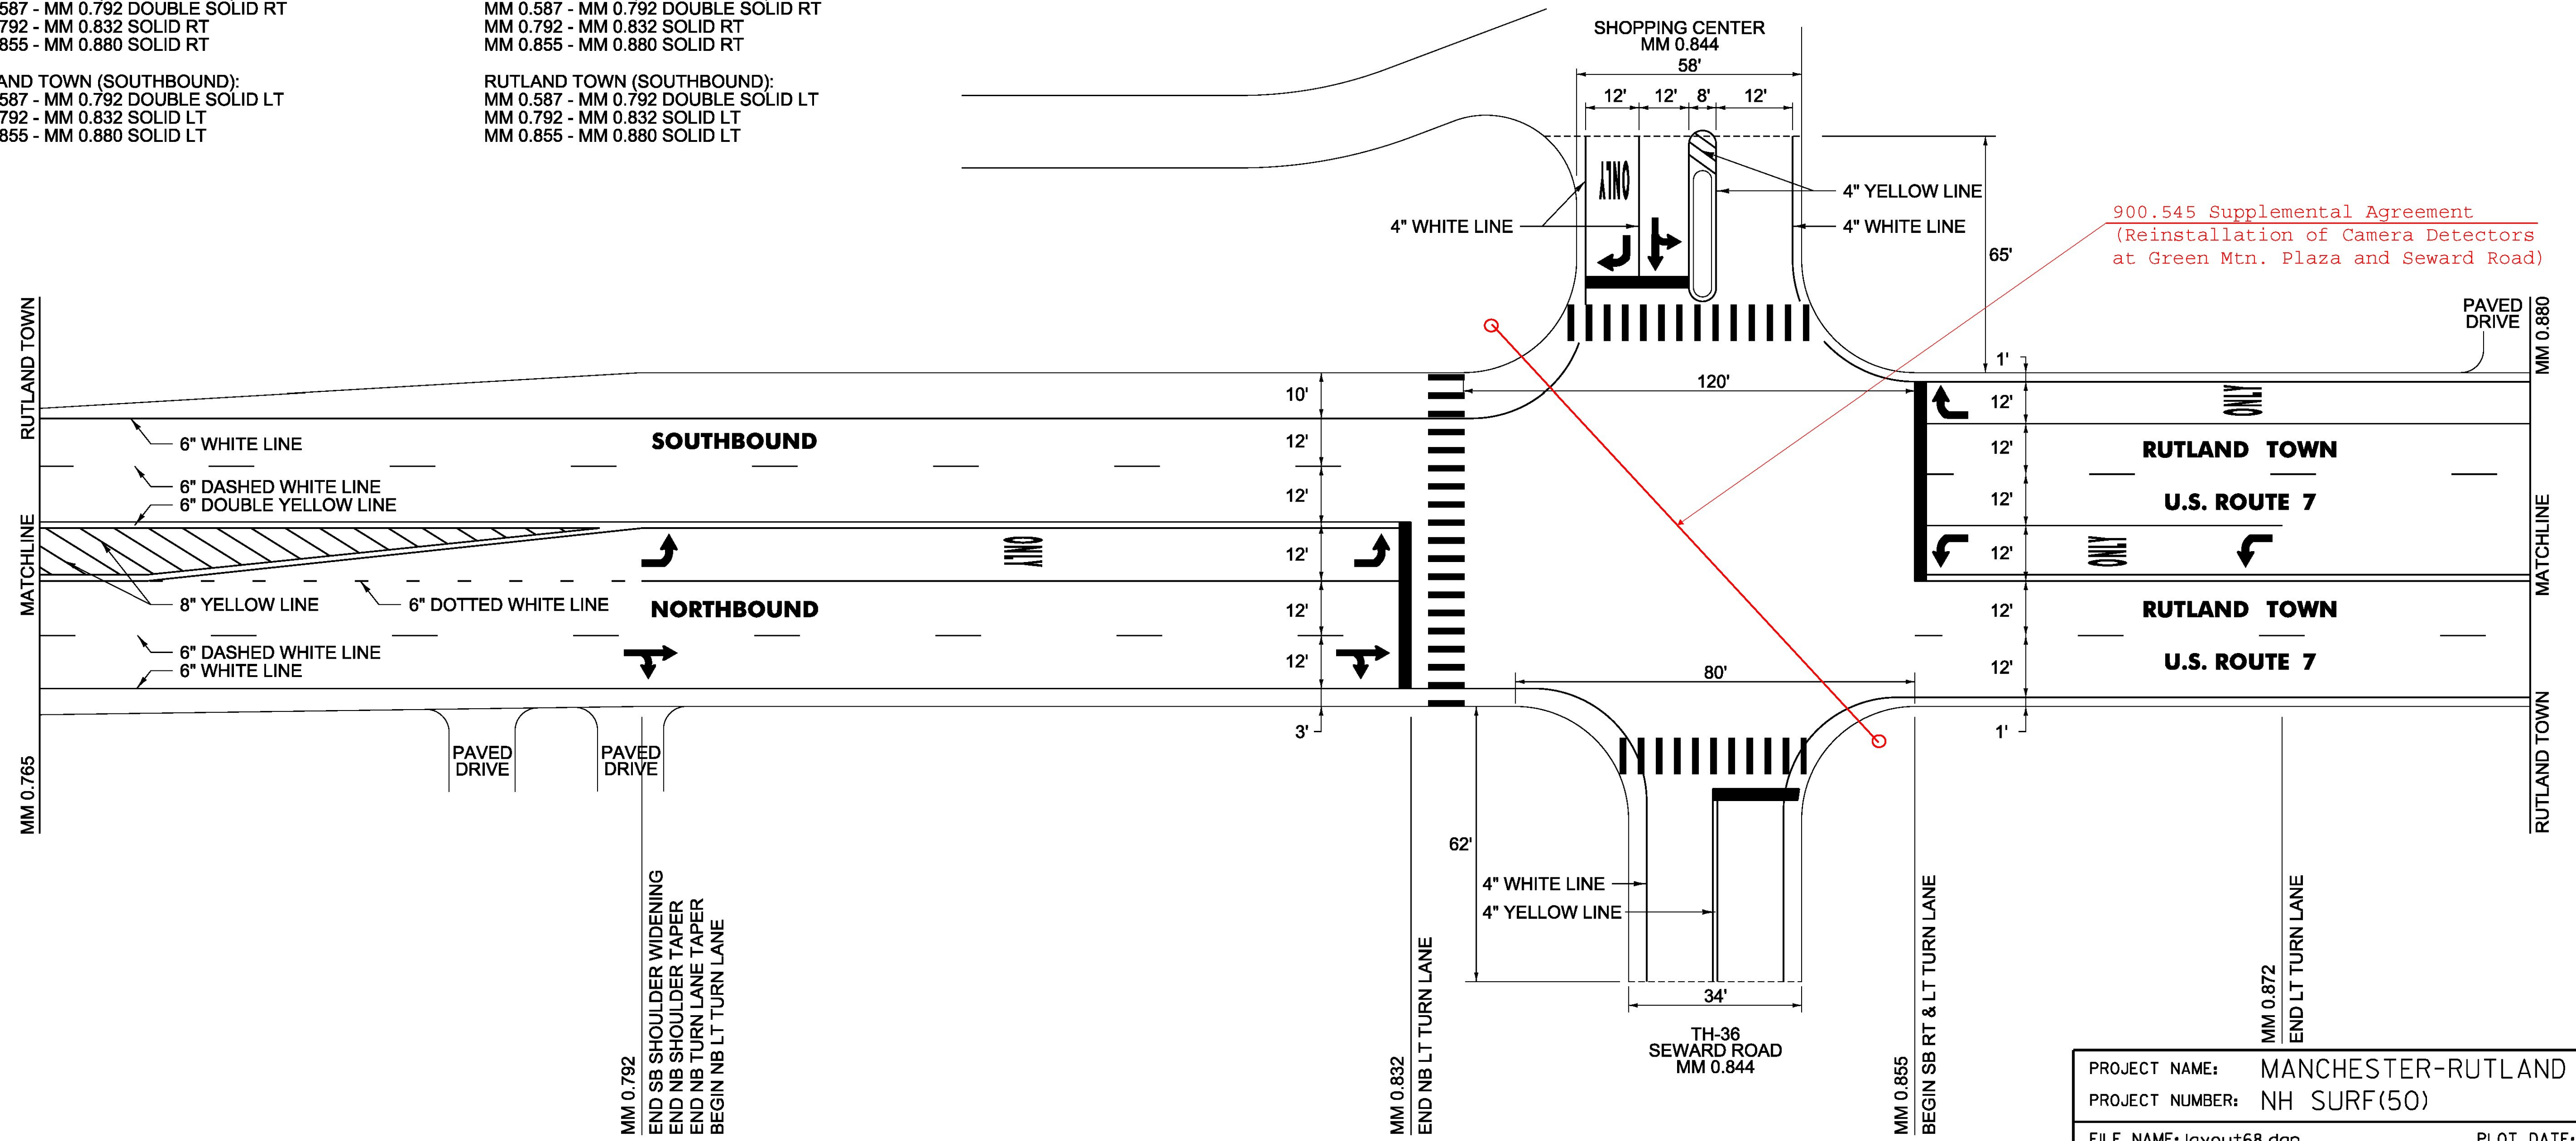 .587 - MM 0.792 DOUBLE SOLID RT
.792 - MM 0.832 SOLID RT
.855 - MM 0.880 SOLID RT
AND TOWN (SOUTHBOUND):
.587 - MM 0.792 DOUBLE SOLID LT
.792 - MM 0.832 SOLID LT
.855 - MM 0.880 SOLID LT
MM 0.587 - MM 0.792 DOUBLE SOLID RT
MM 0.792 - MM 0.832 SOLID RT
MM 0.855 - MM 0.880 SOLID RT
RUTLAND TOWN (SOUTHBOUND):
MM 0.587 - MM 0.792 DOUBLE SOLID LT
MM 0.792 - MM 0.832 SOLID LT
MM 0.855 - MM 0.880 SOLID LT
SHOPPING CENTER
MM 0.844
58'
12' 12' 8' 12'
ONLY
4" WHITE LINE
4" YELLOW LINE
4" WHITE LINE
65'
900.545 Supplemental Agreement
(Reinstallation of Camera Detectors
at Green Mtn. Plaza and Seward Road)
RUTLAND TOWN
MATCHLINE
MM 0.765
6" WHITE LINE
6" DASHED WHITE LINE
6" DOUBLE YELLOW LINE
8" YELLOW LINE
6" DOTTED WHITE LINE
6" DASHED WHITE LINE
6" WHITE LINE
SOUTHBOUND
NORTHBOUND
ONLY
10'
12'
12'
12'
12'
12'
3'
120'
80'
1'
12'
12'
12'
12'
12'
12'
1'
ONLY
RUTLAND TOWN
U.S. ROUTE 7
ONLY
RUTLAND TOWN
U.S. ROUTE 7
PAVED
DRIVE
MM 0.880
MATCHLINE
RUTLAND TOWN
PAVED
DRIVE
PAVED
DRIVE
MM 0.792
END SB SHOULDER WIDENING
END NB SHOULDER TAPER
END NB TURN LANE TAPER
BEGIN NB LT TURN LANE
MM 0.832
END NB LT TURN LANE
62'
4" WHITE LINE
4" YELLOW LINE
34'
TH-36
SEWARD ROAD
MM 0.844
MM 0.855
BEGIN SB RT & LT TURN LANE
MM 0.872
END LT TURN LANE
PROJECT NAME: MANCHESTER-RUTLAND
PROJECT NUMBER: NH SURF(50)
FILE NAME: layout68.dgn PLOT DATE: